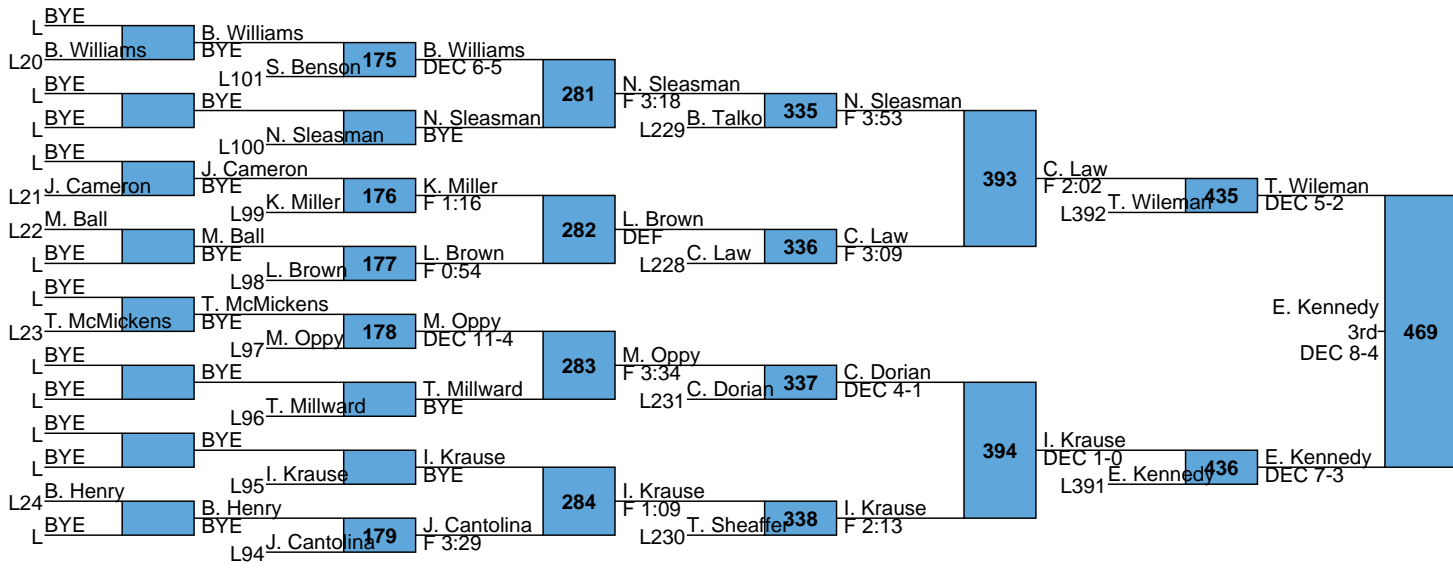 BYE
L
B. Williams
L20
B. Williams
BYE
S. Benson
L101
175
B. Williams
DEC 6-5
BYE
L
BYE
L
BYE
N. Sleasman
L100
N. Sleasman
BYE
281
N. Sleasman
F 3:18
B. Talko
L229
335
N. Sleasman
F 3:53
BYE
L
J. Cameron
L21
J. Cameron
BYE
K. Miller
L99
176
K. Miller
F 1:16
M. Ball
L22
BYE
L
M. Ball
BYE
L. Brown
L98
177
L. Brown
F 0:54
282
L. Brown
DEF
C. Law
L228
336
C. Law
F 3:09
393
C. Law
F 2:02
T. Wileman
L392
435
T. Wileman
DEC 5-2
BYE
L
T. McMickens
L23
T. McMickens
BYE
M. Oppy
L97
178
M. Oppy
DEC 11-4
BYE
L
BYE
L
BYE
T. Millward
L96
T. Millward
BYE
283
M. Oppy
F 3:34
C. Dorian
L231
337
C. Dorian
DEC 4-1
BYE
L
BYE
L
BYE
I. Krause
L95
I. Krause
BYE
B. Henry
L24
BYE
L
B. Henry
BYE
J. Cantolina
L94
179
J. Cantolina
F 3:29
284
I. Krause
F 1:09
T. Sheaffer
L230
338
I. Krause
F 2:13
394
I. Krause
DEC 1-0
E. Kennedy
L391
436
E. Kennedy
DEC 7-3
469
E. Kennedy
3rd
DEC 8-4